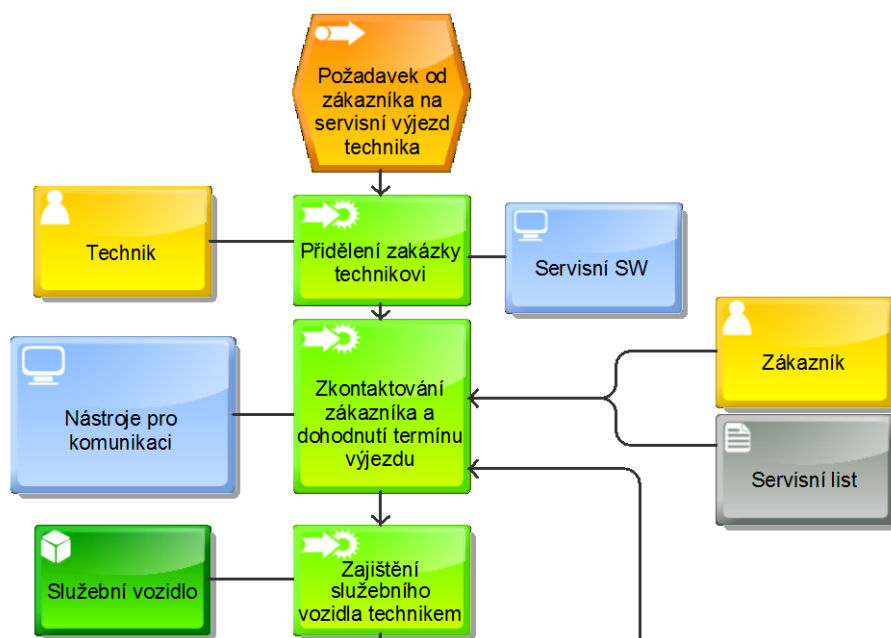 Požadavek od
zákazníka na
servisní výjezd
technika
Technik
Přidělení zakázky
technikovi
Servisní SW
Nástroje pro
komunikaci
Zkontaktování
zákazníka a
dohodnutí termínu
výjezdu
Zákazník
Servisní list
Služební vozidlo
Zajištění
služebního
vozidla technikem